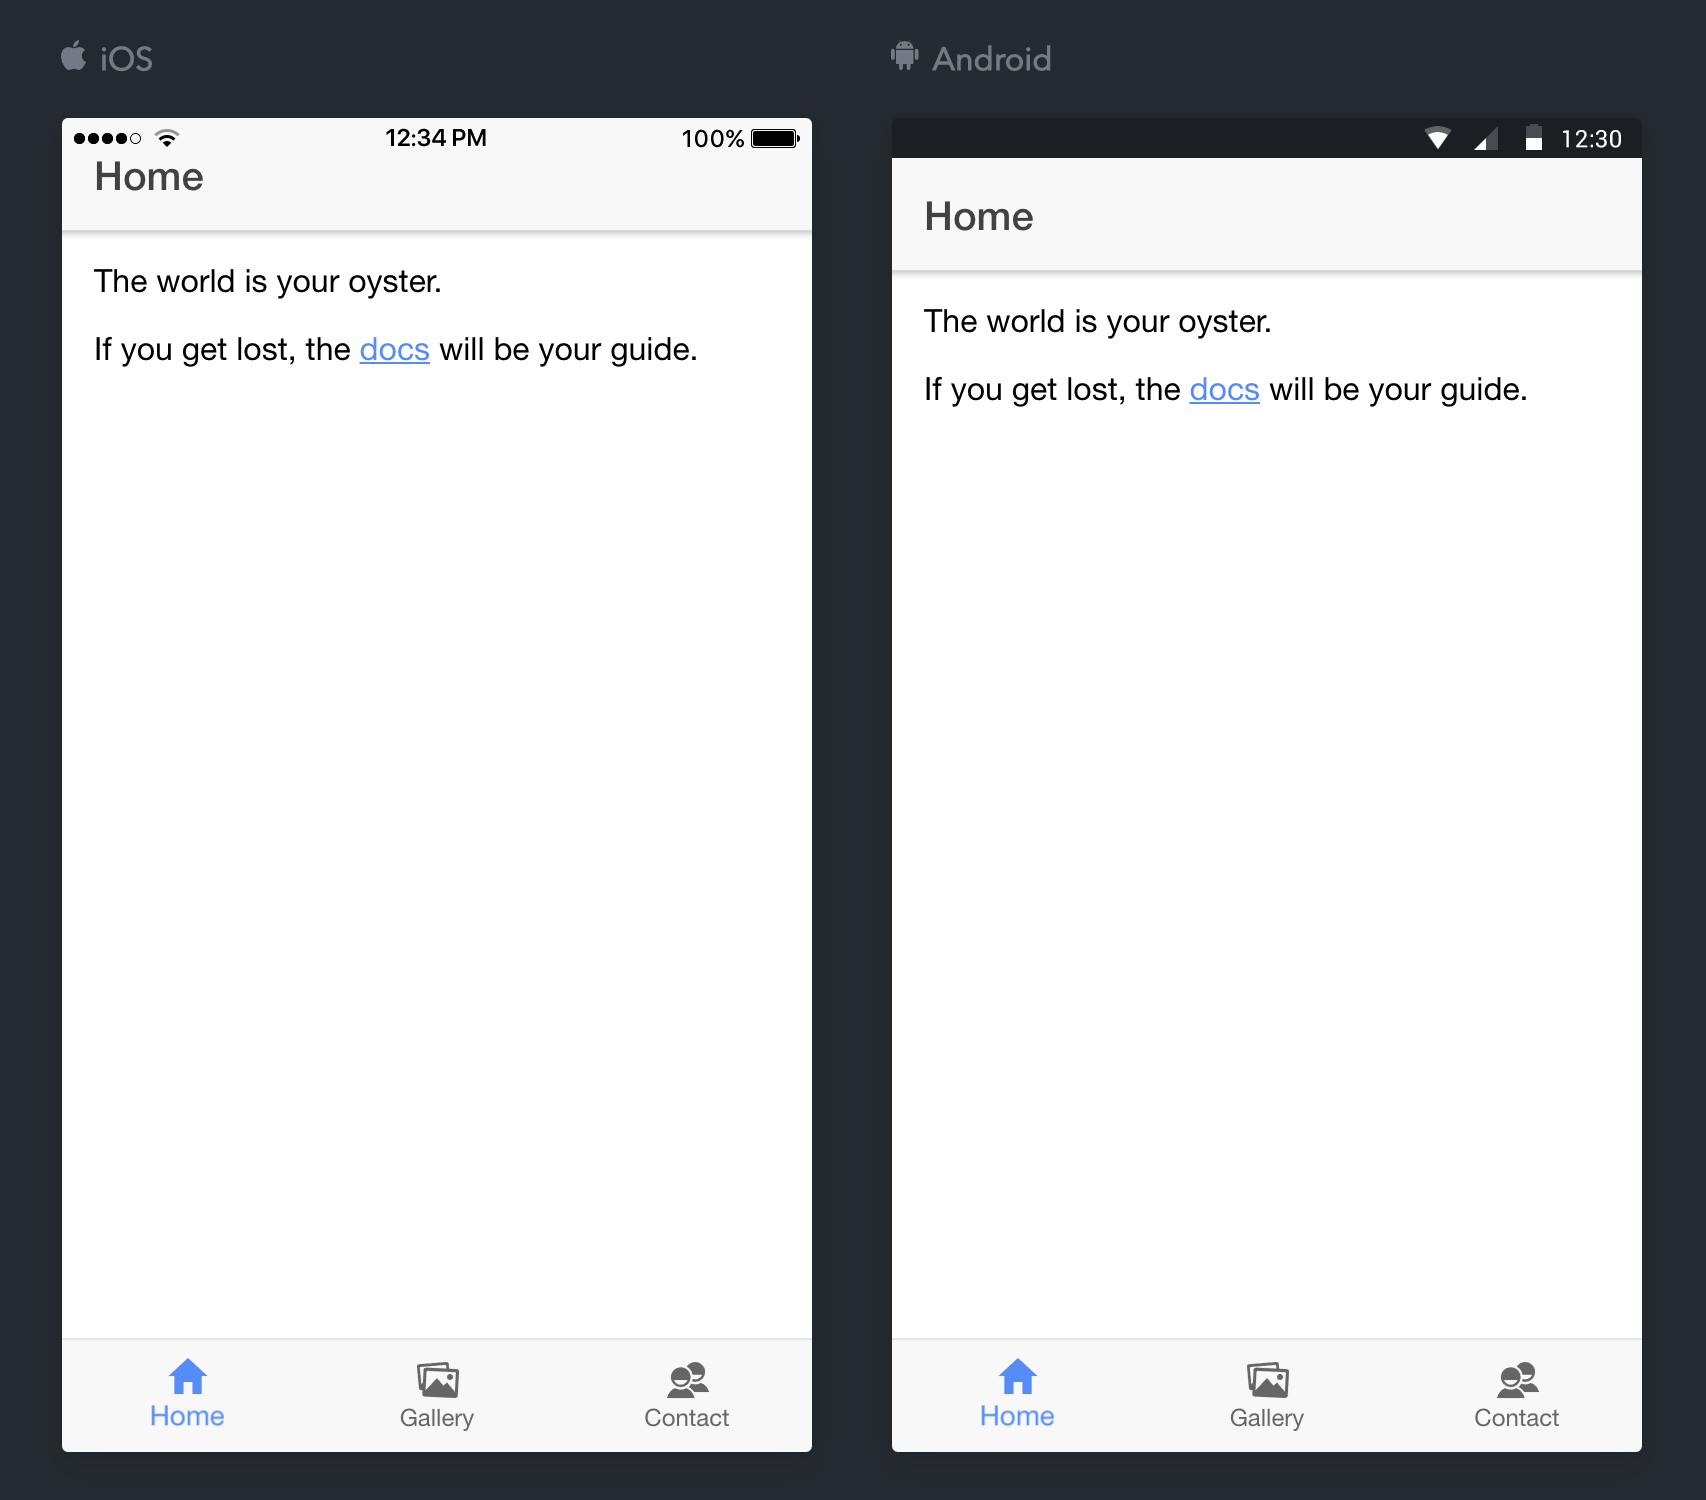 iOS
12:34 PM
100%
Home
The world is your oyster.
If you get lost, the docs will be your guide.
Home
Gallery
Contact
Android
12:30
Home
The world is your oyster.
If you get lost, the docs will be your guide.
Home
Gallery
Contact